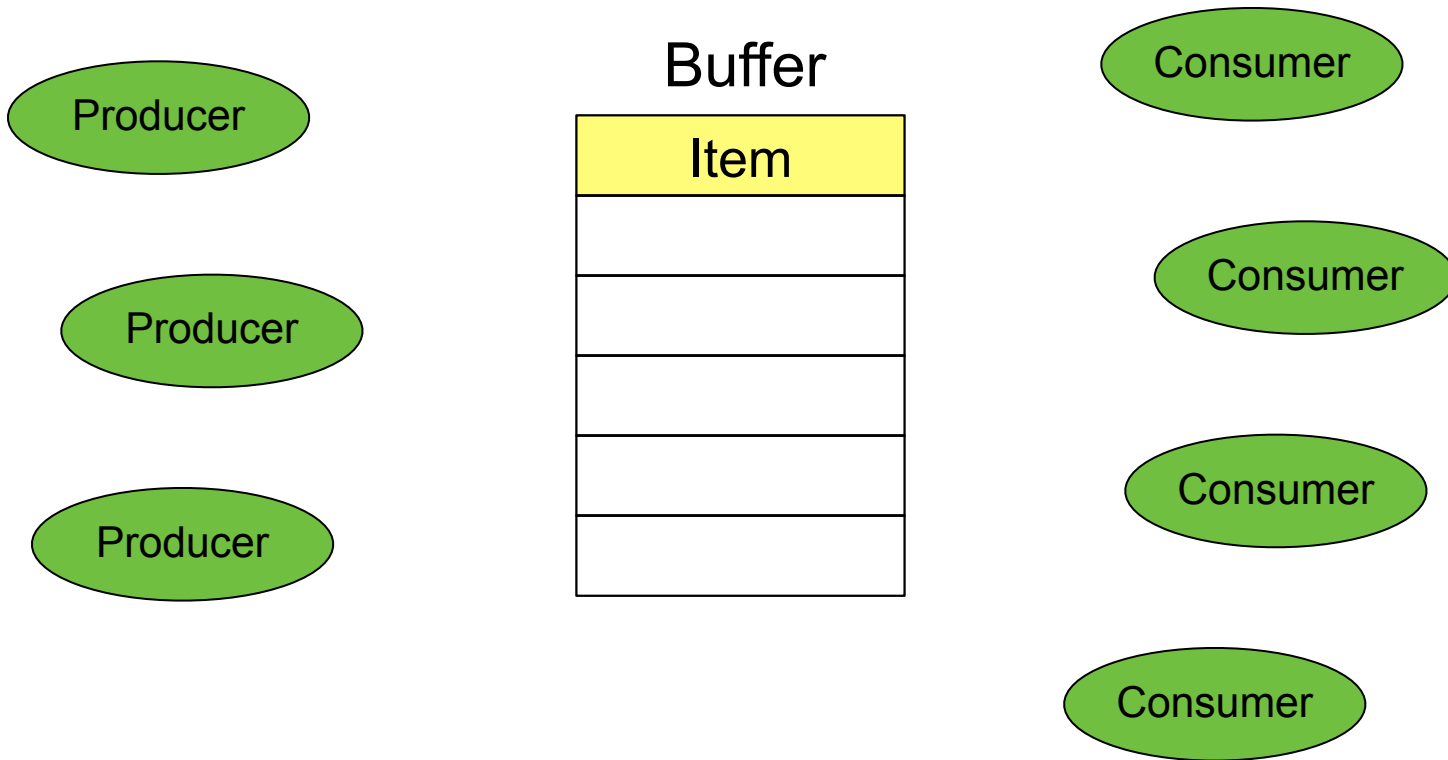 Buffer
Item
Producer
Producer
Producer
Consumer
Consumer
Consumer
Consumer